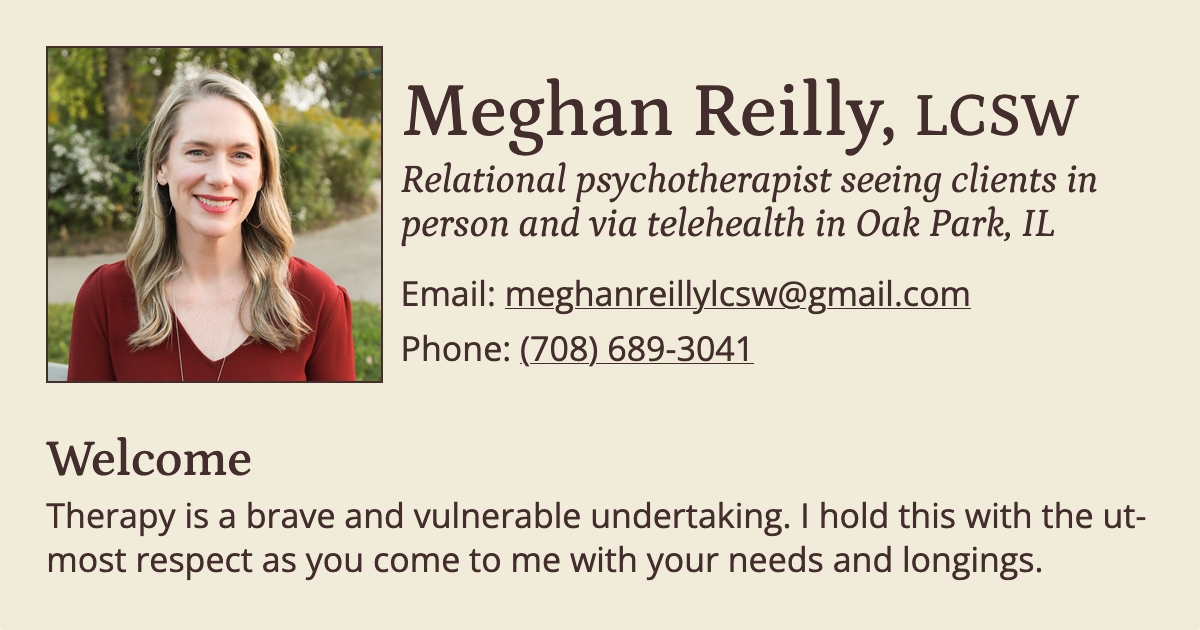 Meghan Reilly, LCSW
Relational psychotherapist seeing clients in
person and via telehealth in Oak Park, IL
Email: meghanreillylcsw@gmail.com
Phone: (708) 689-3041
Welcome
Therapy is a brave and vulnerable undertaking. I hold this with the ut-
most respect as you come to me with your needs and longings.